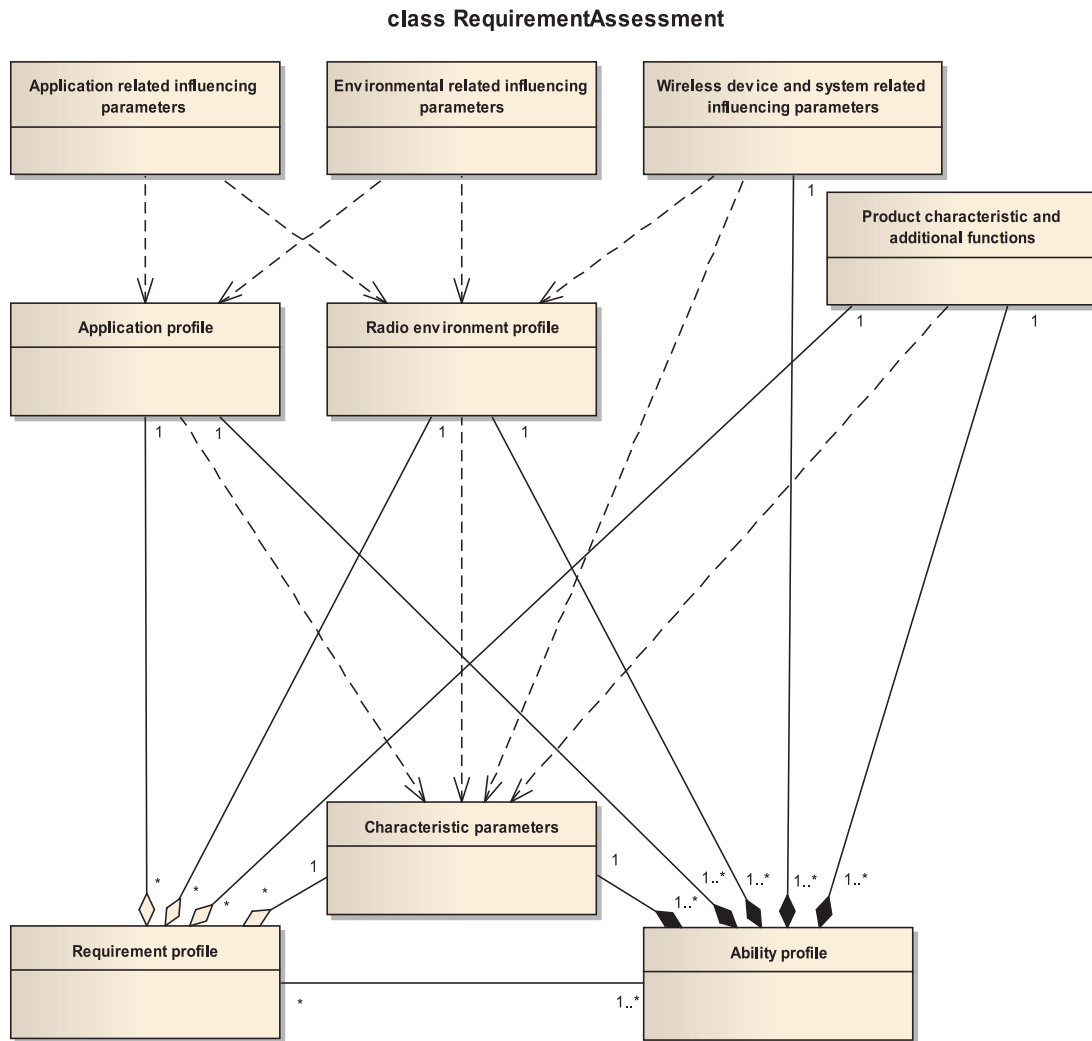 class RequirementAssessment
Application related influencing
parameters
Environmental related influencing
parameters
Wireless device and system related
influencing parameters
1
Product characteristic and
additional functions
1
1
Application profile
1
1
Radio environment profile
1
1
Characteristic parameters
1
1
*
*
*
*
1..*
1..*
1..*
1..*
1..*
Requirement profile
Ability profile
*
1..*